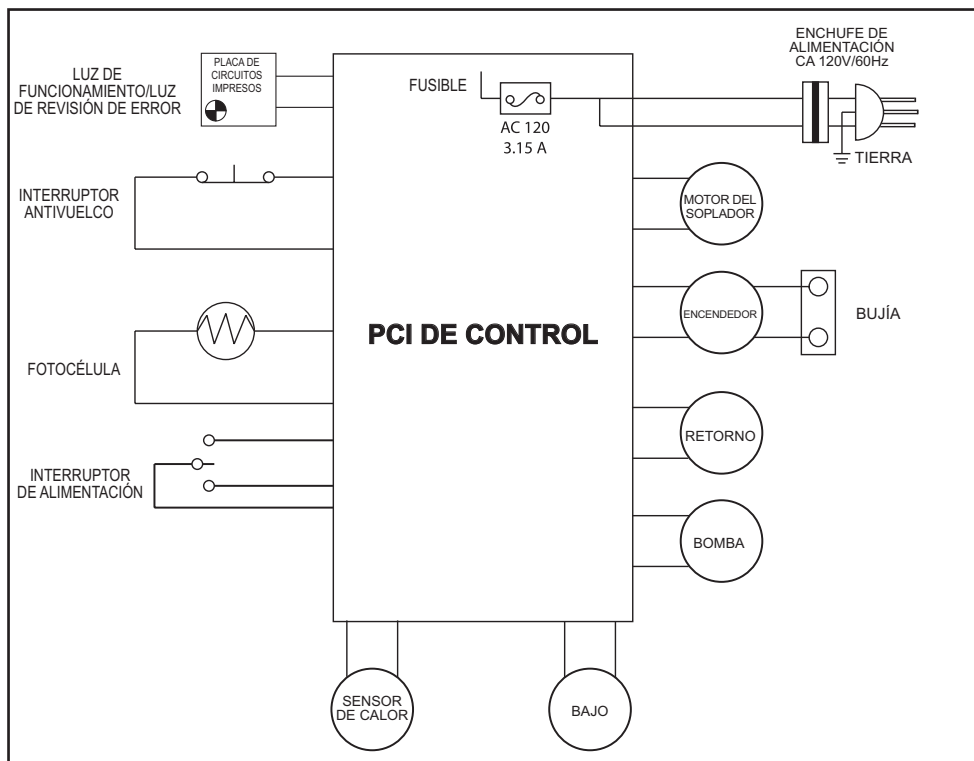 LUZ DE
FUNCIONAMIENTO/LUZ
DE REVISIÓN DE ERROR
PLACA DE
CIRCUITOS
IMPRESOS
FUSIBLE
AC 120
3.15 A
ENCHUFE DE
ALIMENTACIÓN
CA 120V/60Hz
TIERRA
INTERRUPTOR
ANTIVUELCO
MOTOR DEL
SOPLADOR
PCI DE CONTROL
ENCENDEDOR
BUJÍA
FOTOCÉLULA
RETORNO
INTERRUPTOR
DE ALIMENTACIÓN
BOMBA
SENSOR
DE CALOR
BAJO